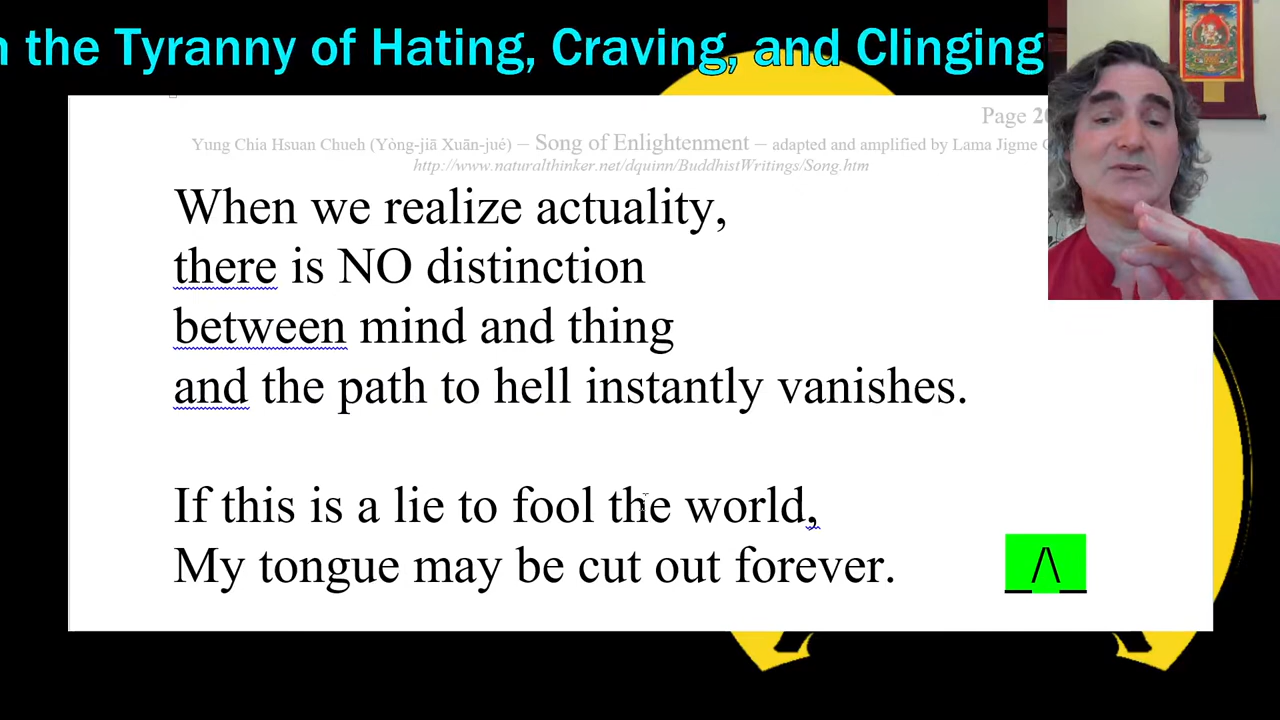 n the Tyranny of Hating, Craving, and Clinging
Page
Yung Chia Hsuan Chueh (Yòng-jiā Xuān-jué) – Song of Enlightenment – adapted and amplified by Lama Jigme
http://www.naturalthinker.net/dquinn/BuddhistWritings/Song.htm
When we realize actuality,
there is NO distinction
between mind and thing
and the path to hell instantly vanishes.
If this is a lie to fool the world,
My tongue may be cut out forever. _/\_